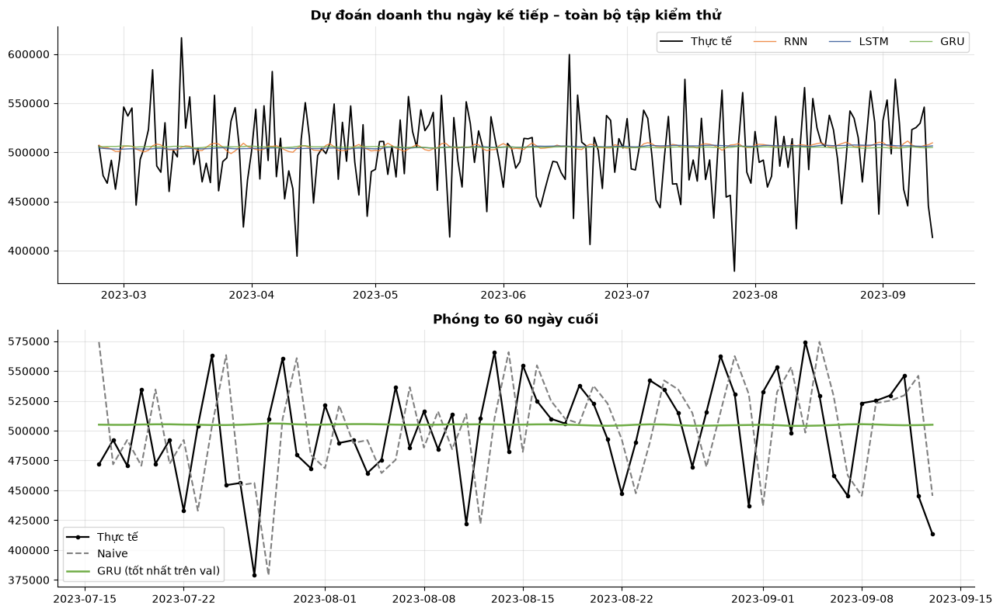 Dự đoán doanh thu ngày kế tiếp – toàn bộ tập kiểm thử
Thực tế RNN LSTM GRU
600000
550000
500000
450000
400000
2023-03 2023-04 2023-05 2023-06 2023-07 2023-08 2023-09
Phóng to 60 ngày cuối
575000
550000
525000
500000
475000
450000
425000
400000
375000
Thực tế
Naive
GRU (tốt nhất trên val)
2023-07-15 2023-07-22 2023-08-01 2023-08-08 2023-08-15 2023-08-22 2023-09-01 2023-09-08 2023-09-15